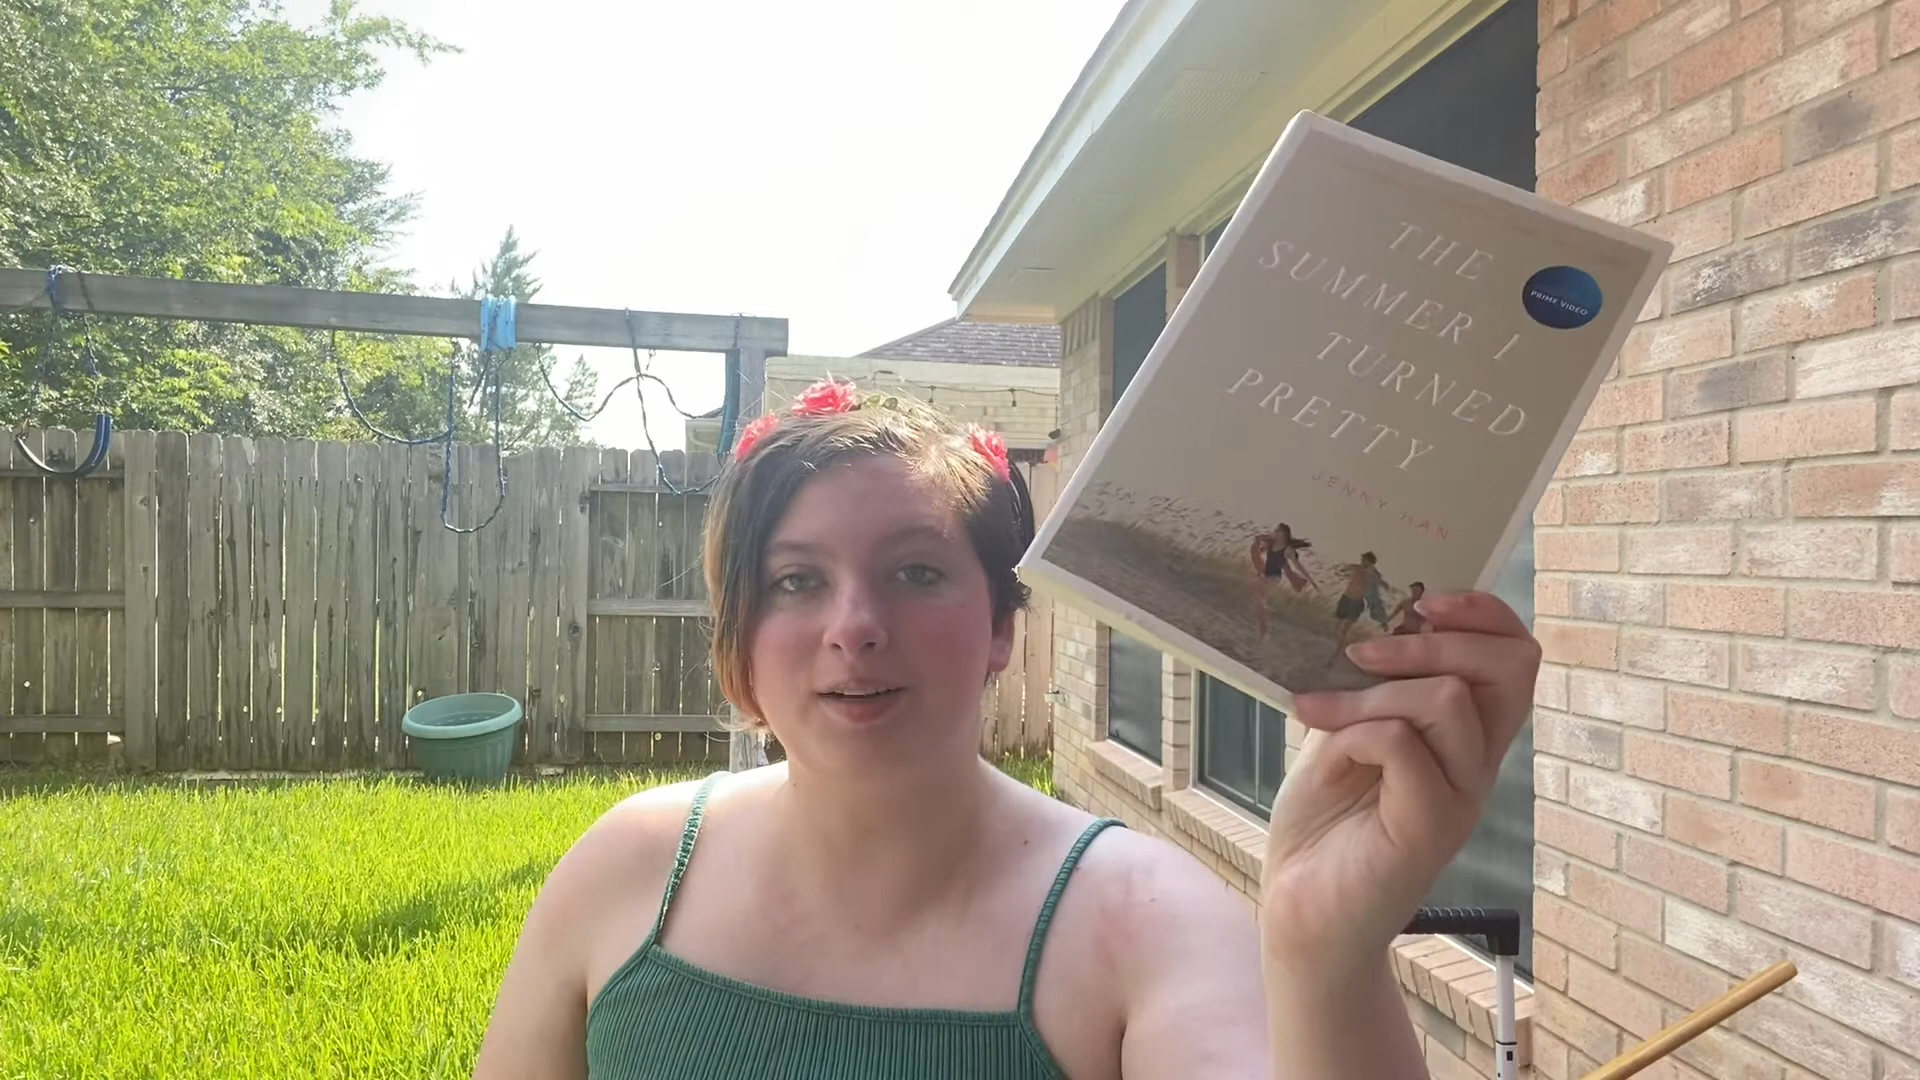 THE
SUMMER I
TURNED
PRETTY
JENNY HAN
PRIME VIDEO